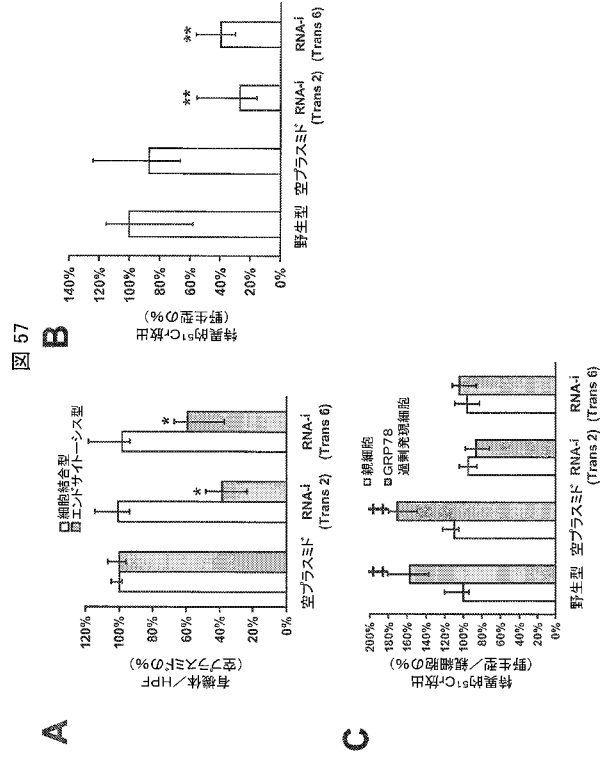 図 57
A
□ 細胞結合型
エンドサイトーシス型
有機体/HPF
(空プラスミドの%)
120%
100%
80%
60%
40%
20%
0%
*
*
空プラスミド
RNA-i
(Trans 2)
RNA-i
(Trans 6)
B
特異的⁵¹Cr放出
(野生型の%)
140%
120%
100%
80%
60%
40%
20%
0%
**
**
野生型
空プラスミド
RNA-i
(Trans 2)
RNA-i
(Trans 6)
C
□ 親細胞
GRP78
過剰発現細胞
特異的⁵¹Cr放出
(野生型/親細胞の%)
200%
180%
160%
140%
120%
100%
80%
60%
40%
20%
0%
‡‡
‡‡
野生型
空プラスミド
RNA-i
(Trans 2)
RNA-i
(Trans 6)